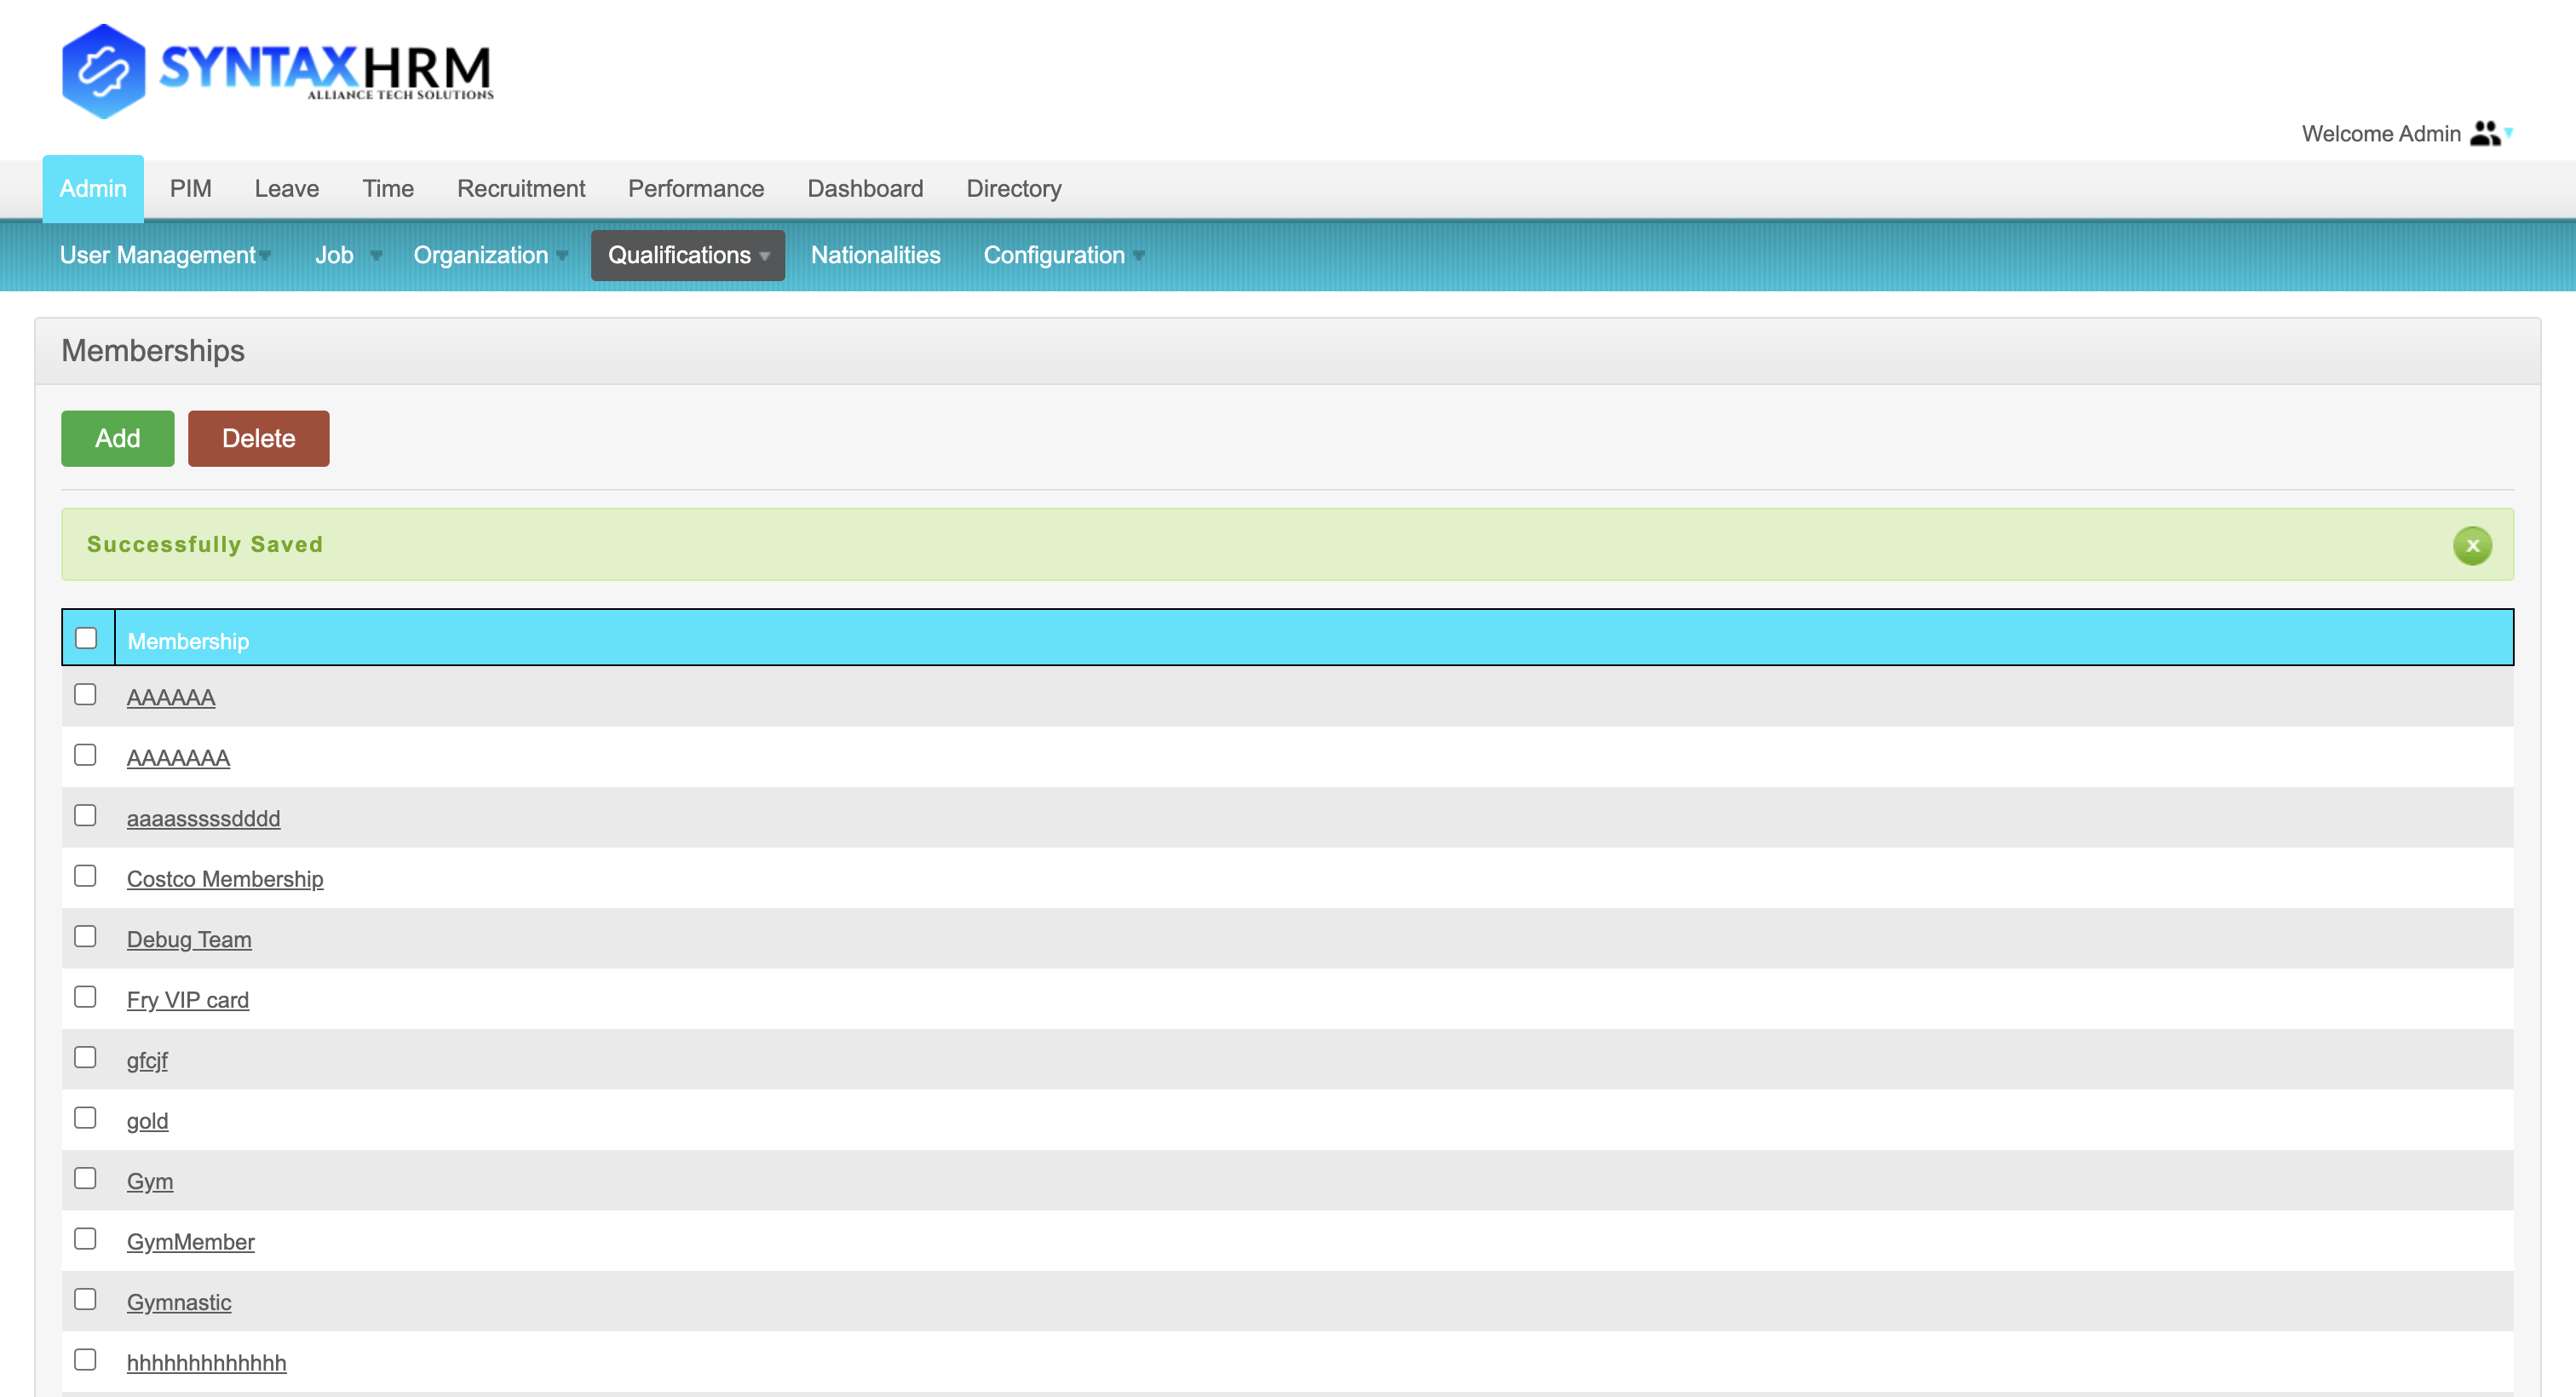 SYNTAXHRM
ALLIANCE TECH SOLUTIONS
Welcome Admin
Admin PIM Leave Time Recruitment Performance Dashboard Directory
User Management Job Organization Qualifications Nationalities Configuration
Memberships
Add Delete
Successfully Saved
x
Membership
AAAAAA
AAAAAAA
aaaasssssdddd
Costco Membership
Debug Team
Fry VIP card
gfcjf
gold
Gym
GymMember
Gymnastic
hhhhhhhhhhhhh